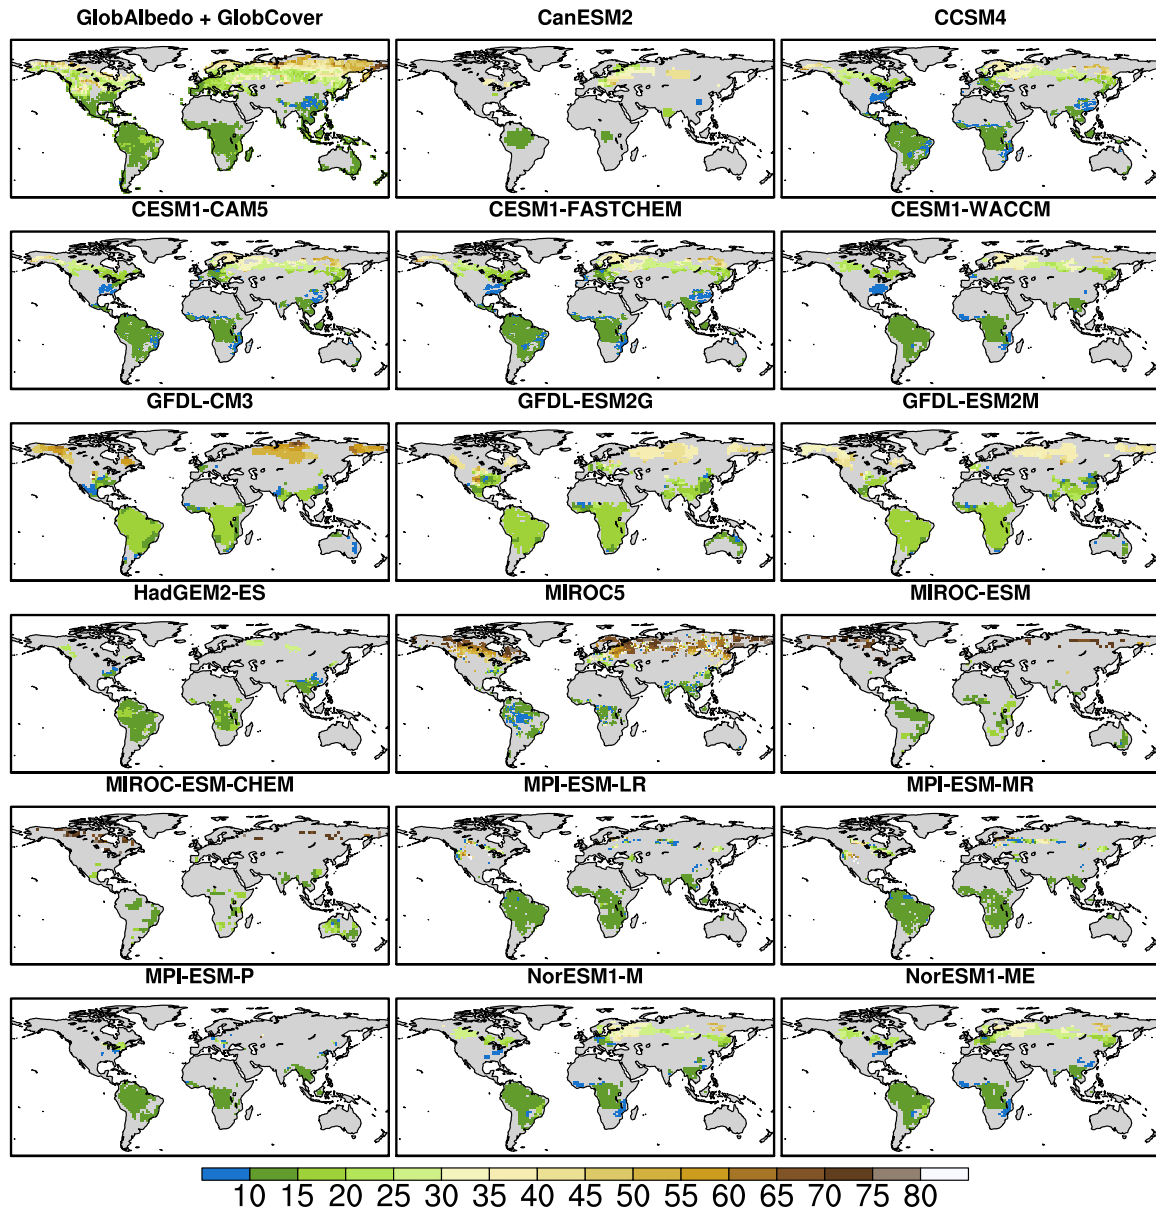 GlobAlbedo + GlobCover CanESM2 CCSM4
CESM1-CAM5 CESM1-FASTCHEM CESM1-WACCM
GFDL-CM3 GFDL-ESM2G GFDL-ESM2M
HadGEM2-ES MIROC5 MIROC-ESM
MIROC-ESM-CHEM MPI-ESM-LR MPI-ESM-MR
MPI-ESM-P NorESM1-M NorESM1-ME
10 15 20 25 30 35 40 45 50 55 60 65 70 75 80